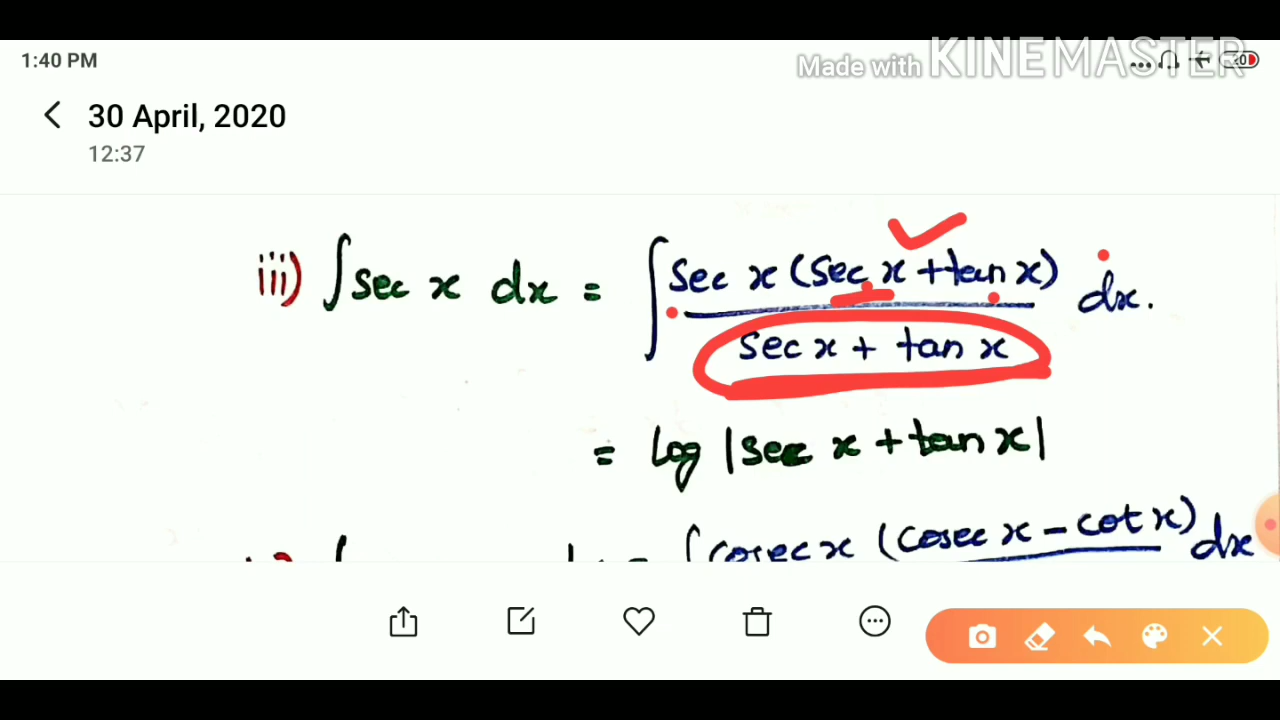 1:40 PM
Made with KINEMASTER
20
30 April, 2020
12:37
iii) ∫ sec x dx = ∫ sec x (sec x + tan x) / sec x + tan x dx.
= log |sec x + tan x|
∫ cosec x (cosec x - cot x) dx